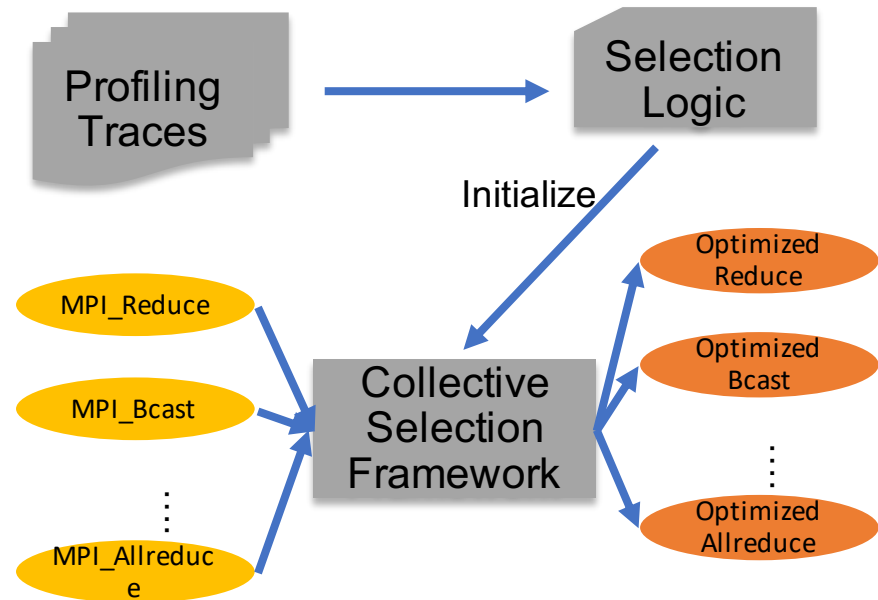 Profiling
Traces
Selection
Logic
Initialize
MPI_Reduce
MPI_Bcast
MPI_Allreduc
e
Collective
Selection
Framework
Optimized
Reduce
Optimized
Bcast
Optimized
Allreduce